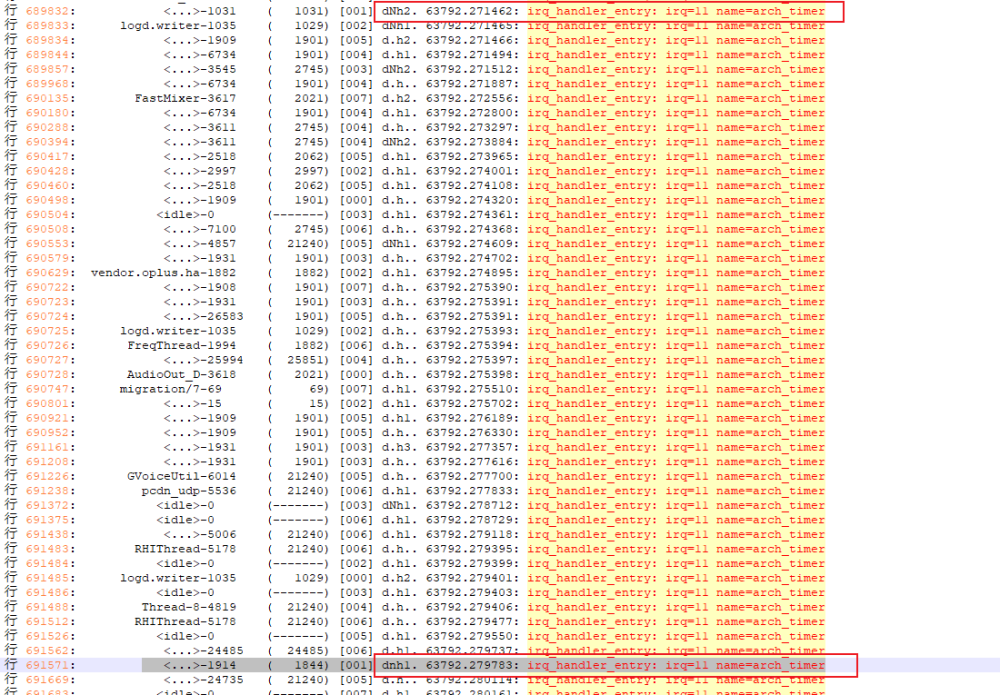 行 689832: <...>-1031 ( 1031) [001] dNh2. 63792.271462: irq_handler_entry: irq=11 name=arch_timer
行 689833: logd.writer-1035 ( 1029) [002] dNh1. 63792.271465: irq_handler_entry: irq=11 name=arch_timer
行 689834: <...>-1909 ( 1901) [005] d.h2. 63792.271466: irq_handler_entry: irq=11 name=arch_timer
行 689844: <...>-6734 ( 1901) [004] d.h1. 63792.271494: irq_handler_entry: irq=11 name=arch_timer
行 689857: <...>-3545 ( 2745) [003] dNh2. 63792.271512: irq_handler_entry: irq=11 name=arch_timer
行 689968: <...>-6734 ( 1901) [004] d.h.. 63792.271887: irq_handler_entry: irq=11 name=arch_timer
行 690135: FastMixer-3617 ( 2021) [007] d.h2. 63792.272556: irq_handler_entry: irq=11 name=arch_timer
行 690180: <...>-6734 ( 1901) [004] d.h1. 63792.272800: irq_handler_entry: irq=11 name=arch_timer
行 690288: <...>-3611 ( 2745) [004] d.h.. 63792.273297: irq_handler_entry: irq=11 name=arch_timer
行 690394: <...>-3611 ( 2745) [004] dNh2. 63792.273884: irq_handler_entry: irq=11 name=arch_timer
行 690417: <...>-2518 ( 2062) [005] d.h1. 63792.273965: irq_handler_entry: irq=11 name=arch_timer
行 690428: <...>-2997 ( 2997) [002] d.h1. 63792.274001: irq_handler_entry: irq=11 name=arch_timer
行 690460: <...>-2518 ( 2062) [005] d.h1. 63792.274108: irq_handler_entry: irq=11 name=arch_timer
行 690498: <...>-1909 ( 1901) [000] d.h.. 63792.274320: irq_handler_entry: irq=11 name=arch_timer
行 690504: <idle>-0 (-------) [003] d.h1. 63792.274361: irq_handler_entry: irq=11 name=arch_timer
行 690508: <...>-7100 ( 2745) [006] d.h.. 63792.274368: irq_handler_entry: irq=11 name=arch_timer
行 690553: <...>-4857 ( 21240) [005] dNh1. 63792.274609: irq_handler_entry: irq=11 name=arch_timer
行 690579: <...>-1931 ( 1901) [003] d.h.. 63792.274702: irq_handler_entry: irq=11 name=arch_timer
行 690629: vendor.oplus.ha-1882 ( 1882) [002] d.h1. 63792.274895: irq_handler_entry: irq=11 name=arch_timer
行 690722: <...>-1908 ( 1901) [007] d.h.. 63792.275390: irq_handler_entry: irq=11 name=arch_timer
行 690723: <...>-1931 ( 1901) [003] d.h.. 63792.275391: irq_handler_entry: irq=11 name=arch_timer
行 690724: <...>-26583 ( 1901) [005] d.h.. 63792.275391: irq_handler_entry: irq=11 name=arch_timer
行 690725: logd.writer-1035 ( 1029) [002] d.h.. 63792.275393: irq_handler_entry: irq=11 name=arch_timer
行 690726: FreqThread-1994 ( 1882) [006] d.h.. 63792.275394: irq_handler_entry: irq=11 name=arch_timer
行 690727: <...>-25994 ( 25851) [004] d.h.. 63792.275397: irq_handler_entry: irq=11 name=arch_timer
行 690728: AudioOut_D-3618 ( 2021) [000] d.h.. 63792.275398: irq_handler_entry: irq=11 name=arch_timer
行 690747: migration/7-69 ( 69) [007] d.h1. 63792.275510: irq_handler_entry: irq=11 name=arch_timer
行 690801: <...>-15 ( 15) [002] d.h1. 63792.275702: irq_handler_entry: irq=11 name=arch_timer
行 690921: <...>-1909 ( 1901) [005] d.h1. 63792.276189: irq_handler_entry: irq=11 name=arch_timer
行 690952: <...>-1909 ( 1901) [005] d.h.. 63792.276330: irq_handler_entry: irq=11 name=arch_timer
行 691161: <...>-1931 ( 1901) [003] d.h3. 63792.277357: irq_handler_entry: irq=11 name=arch_timer
行 691208: <...>-1931 ( 1901) [003] d.h.. 63792.277616: irq_handler_entry: irq=11 name=arch_timer
行 691226: GVoiceUtil-6014 ( 21240) [005] d.h1. 63792.277700: irq_handler_entry: irq=11 name=arch_timer
行 691238: pcdn_udp-5536 ( 21240) [006] d.h1. 63792.277833: irq_handler_entry: irq=11 name=arch_timer
行 691372: <idle>-0 (-------) [003] dNh1. 63792.278712: irq_handler_entry: irq=11 name=arch_timer
行 691375: <idle>-0 (-------) [006] d.h1. 63792.278729: irq_handler_entry: irq=11 name=arch_timer
行 691438: <...>-5006 ( 21240) [006] d.h1. 63792.279118: irq_handler_entry: irq=11 name=arch_timer
行 691483: RHIThread-5178 ( 21240) [006] d.h.. 63792.279395: irq_handler_entry: irq=11 name=arch_timer
行 691484: <idle>-0 (-------) [002] d.h1. 63792.279399: irq_handler_entry: irq=11 name=arch_timer
行 691485: logd.writer-1035 ( 1029) [000] d.h2. 63792.279401: irq_handler_entry: irq=11 name=arch_timer
行 691486: <idle>-0 (-------) [003] d.h1. 63792.279403: irq_handler_entry: irq=11 name=arch_timer
行 691488: Thread-8-4819 ( 21240) [004] d.h.. 63792.279406: irq_handler_entry: irq=11 name=arch_timer
行 691512: RHIThread-5178 ( 21240) [006] d.h.. 63792.279477: irq_handler_entry: irq=11 name=arch_timer
行 691526: <idle>-0 (-------) [005] d.h1. 63792.279550: irq_handler_entry: irq=11 name=arch_timer
行 691562: <...>-24485 ( 24485) [006] d.h1. 63792.279737: irq_handler_entry: irq=11 name=arch_timer
行 691571: <...>-1914 ( 1844) [001] dnh1. 63792.279783: irq_handler_entry: irq=11 name=arch_timer
行 691669: <...>-24735 ( 21240) [005] d.h.. 63792.280114: irq_handler_entry: irq=11 name=arch_timer
行 691683: <idle>-0 (-------) [007] d.h1. 63792.280161: irq_handler_entry: irq=11 name=arch_timer